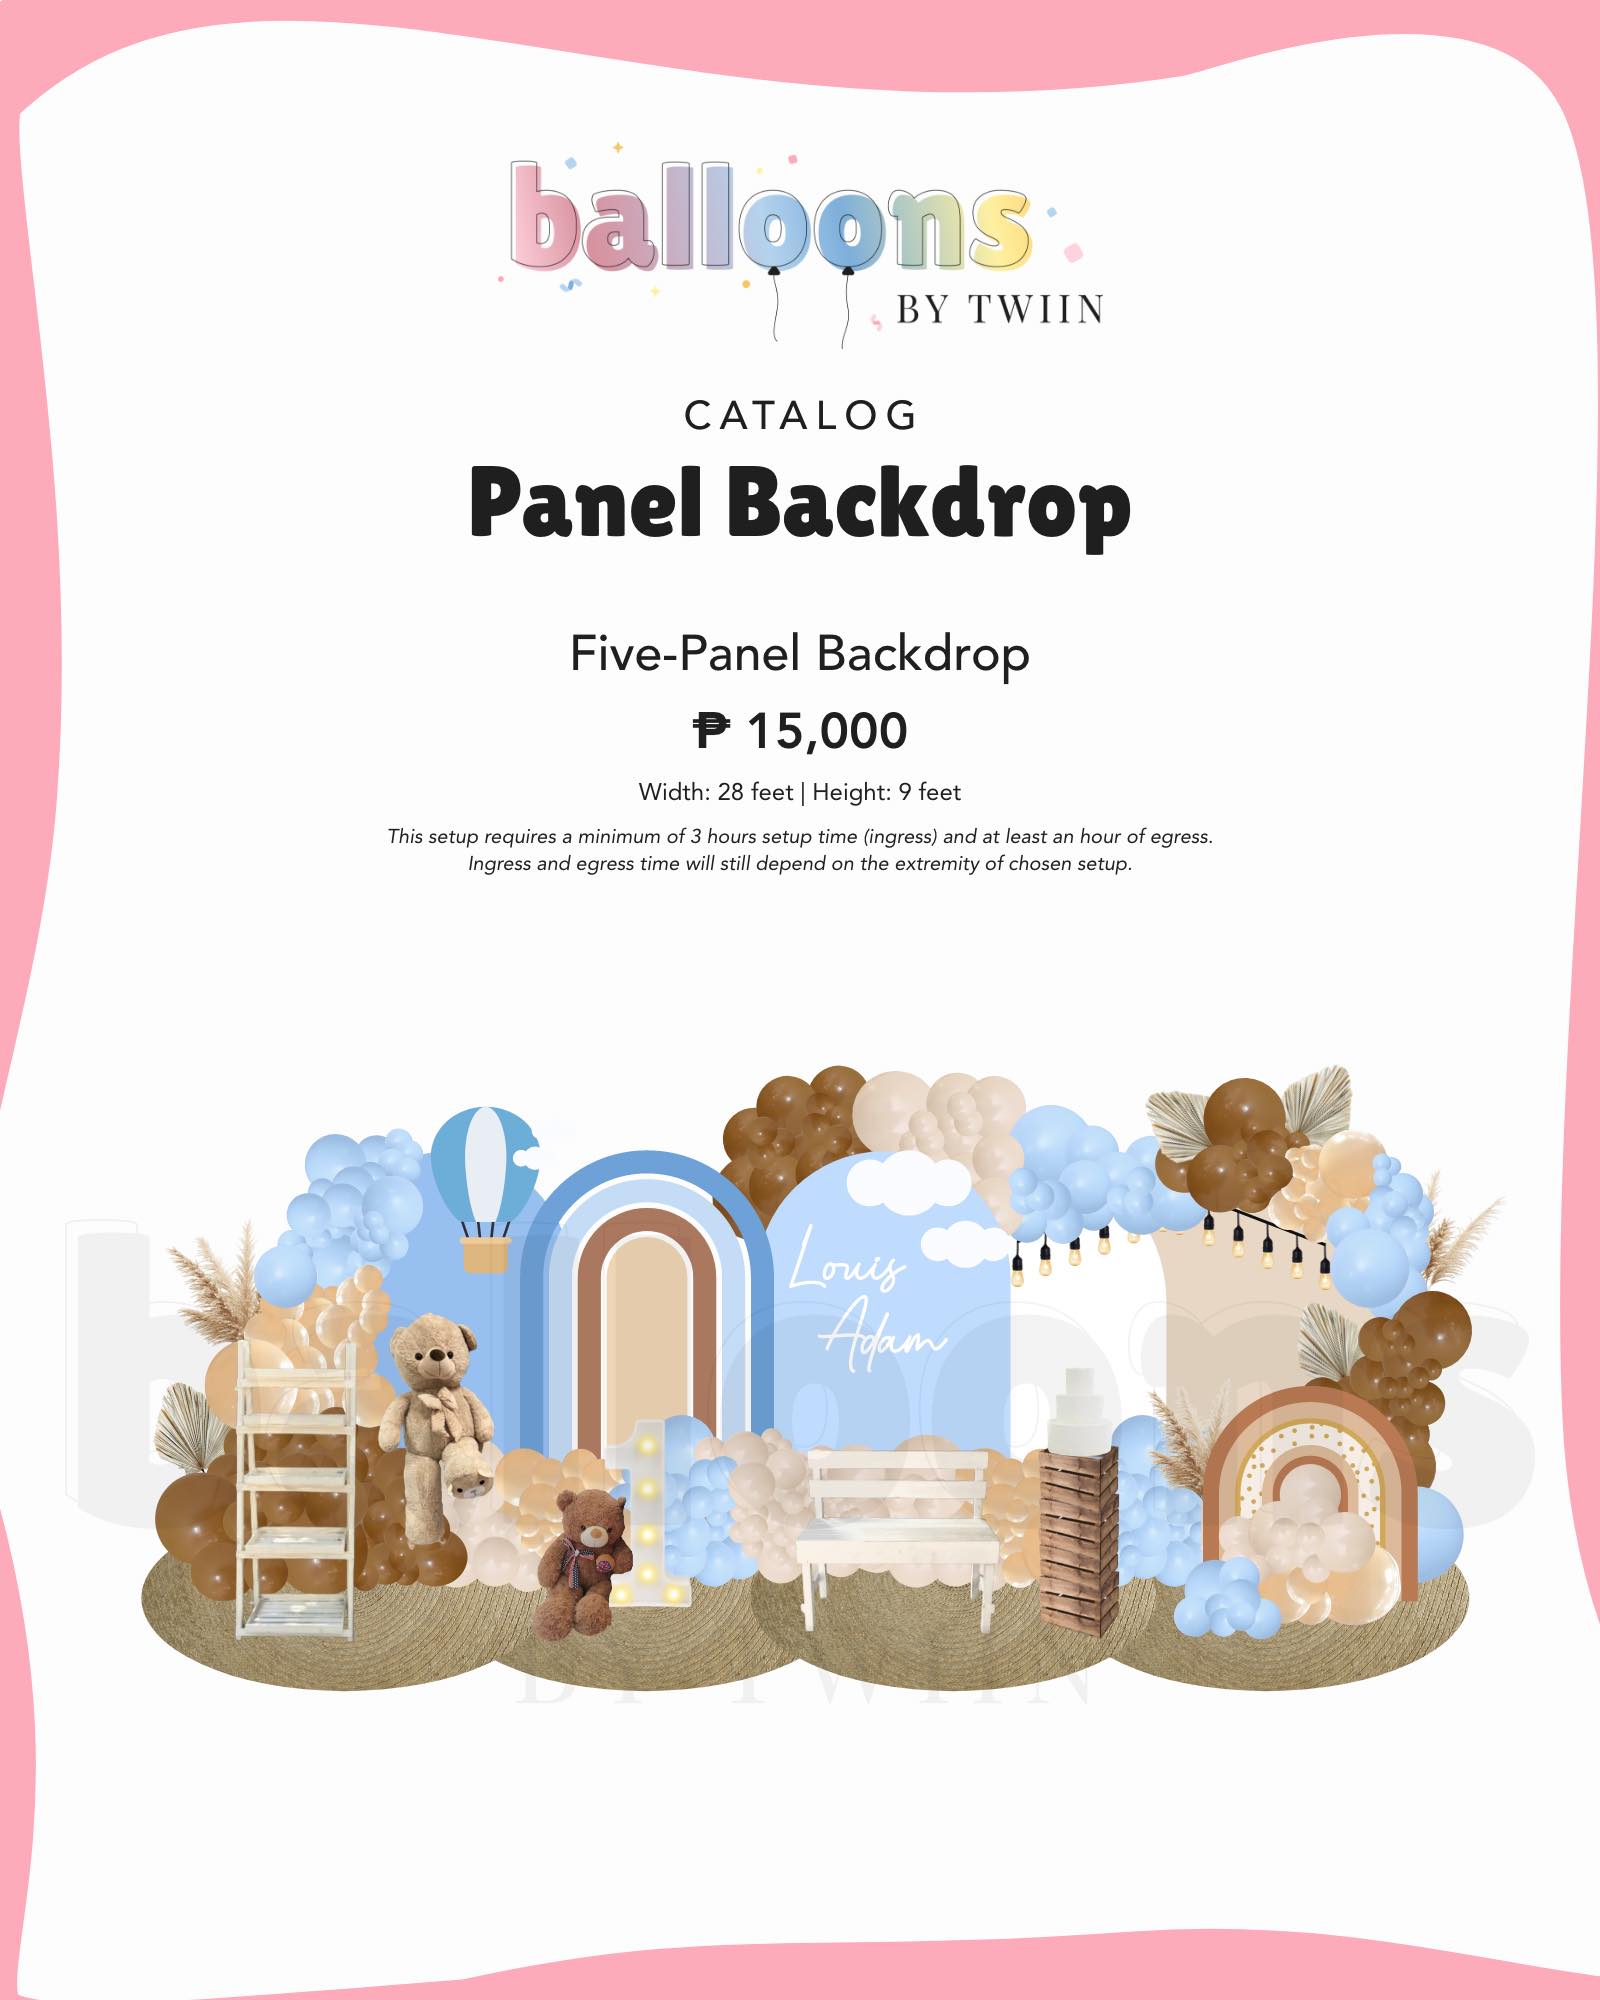 balloons
BY TWIIN
CATALOG
Panel Backdrop
Five-Panel Backdrop
₱ 15,000
Width: 28 feet | Height: 9 feet
This setup requires a minimum of 3 hours setup time (ingress) and at least an hour of egress.
Ingress and egress time will still depend on the extremity of chosen setup.
Louis
Adam
1
balloons
BY TWIIN